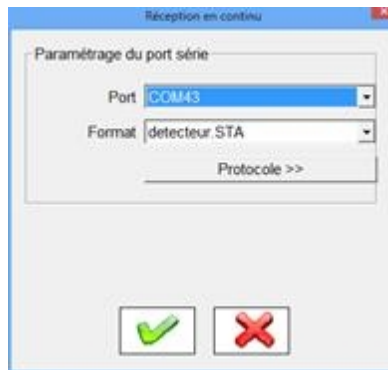 Réception en continu
Paramétrage du port série
Port COM43
Format detecteur.STA
Protocole >>